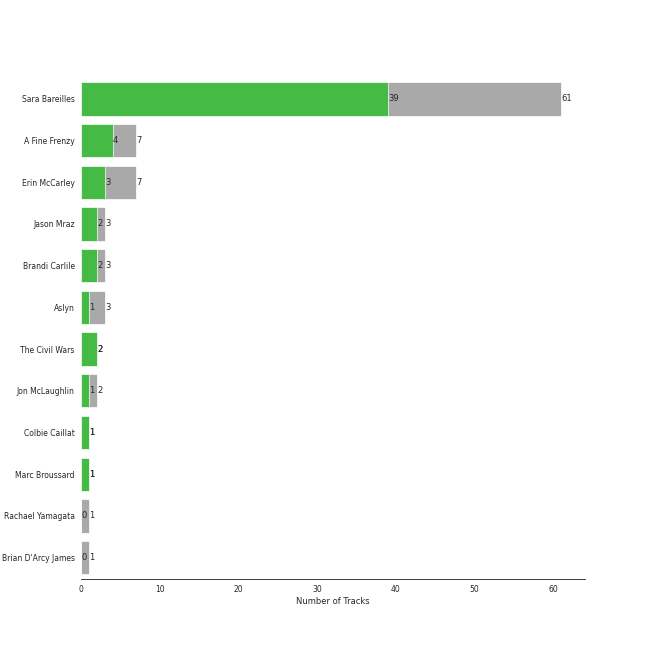 Sara Bareilles 39 61
A Fine Frenzy 4 7
Erin McCarley 3 7
Jason Mraz 2 3
Brandi Carlile 2 3
Aslyn 1 3
The Civil Wars 2
Jon McLaughlin 1 2
Colbie Caillat 1
Marc Broussard 1
Rachael Yamagata 0 1
Brian D'Arcy James 0 1
0 10 20 30 40 50 60
Number of Tracks